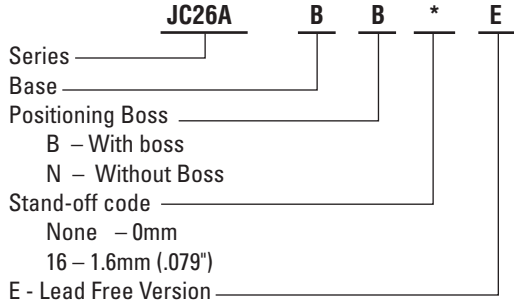 JC26A B B * E
Series
Base
Positioning Boss
B – With boss
N – Without Boss
Stand-off code
None – 0mm
16 – 1.6mm (.079")
E - Lead Free Version